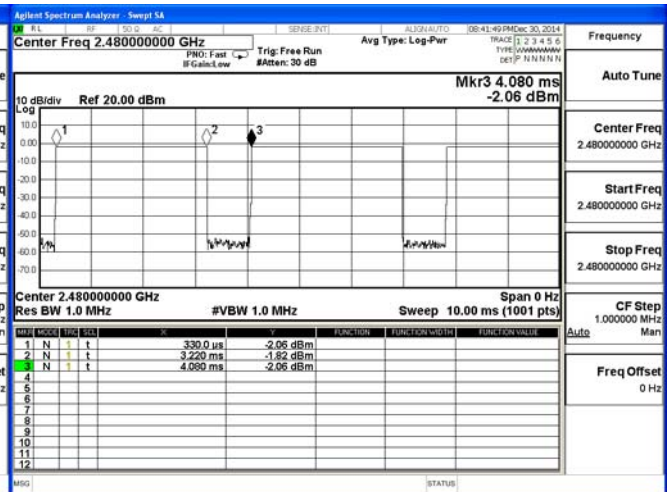 Agilent Spectrum Analyzer - Swept SA
RL RF 50 Ω AC SENSE:INT ALIGNAUTO 08:41:49 PM Dec 30, 2014
Center Freq 2.480000000 GHz
PNO: Fast
IFGain:Low
Trig: Free Run
#Atten: 30 dB
Avg Type: Log-Pwr
TRACE 1 2 3 4 5 6
TYPE WWWWWW
DET P N N N N N
Mkr3 4.080 ms
-2.06 dBm
10 dB/div Ref 20.00 dBm
Log
10.0
0.00
-10.0
-20.0
-30.0
-40.0
-50.0
-60.0
-70.0
1
2
3
Center 2.480000000 GHz Span 0 Hz
Res BW 1.0 MHz #VBW 1.0 MHz Sweep 10.00 ms (1001 pts)
MKR MODE TRC SCL X Y FUNCTION FUNCTION WIDTH FUNCTION VALUE
1 N 1 t 330.0 µs -2.06 dBm
2 N 1 t 3.220 ms -1.82 dBm
3 N 1 t 4.080 ms -2.06 dBm
4
5
6
7
8
9
10
11
12
MSG STATUS
Frequency
Auto Tune
Center Freq
2.480000000 GHz
Start Freq
2.480000000 GHz
Stop Freq
2.480000000 GHz
CF Step
1.000000 MHz
Auto Man
Freq Offset
0 Hz